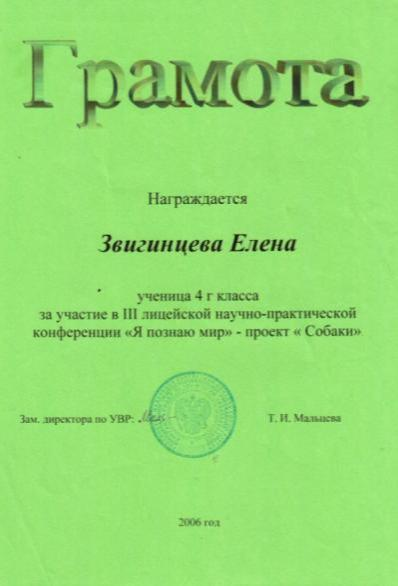 Грамота
Награждается
Звигинцева Елена
ученица 4 г класса
за участие в III лицейской научно-практической
конференции «Я познаю мир» - проект « Собаки»
Зам. директора по УВР: Т. И. Мальцева
2006 год